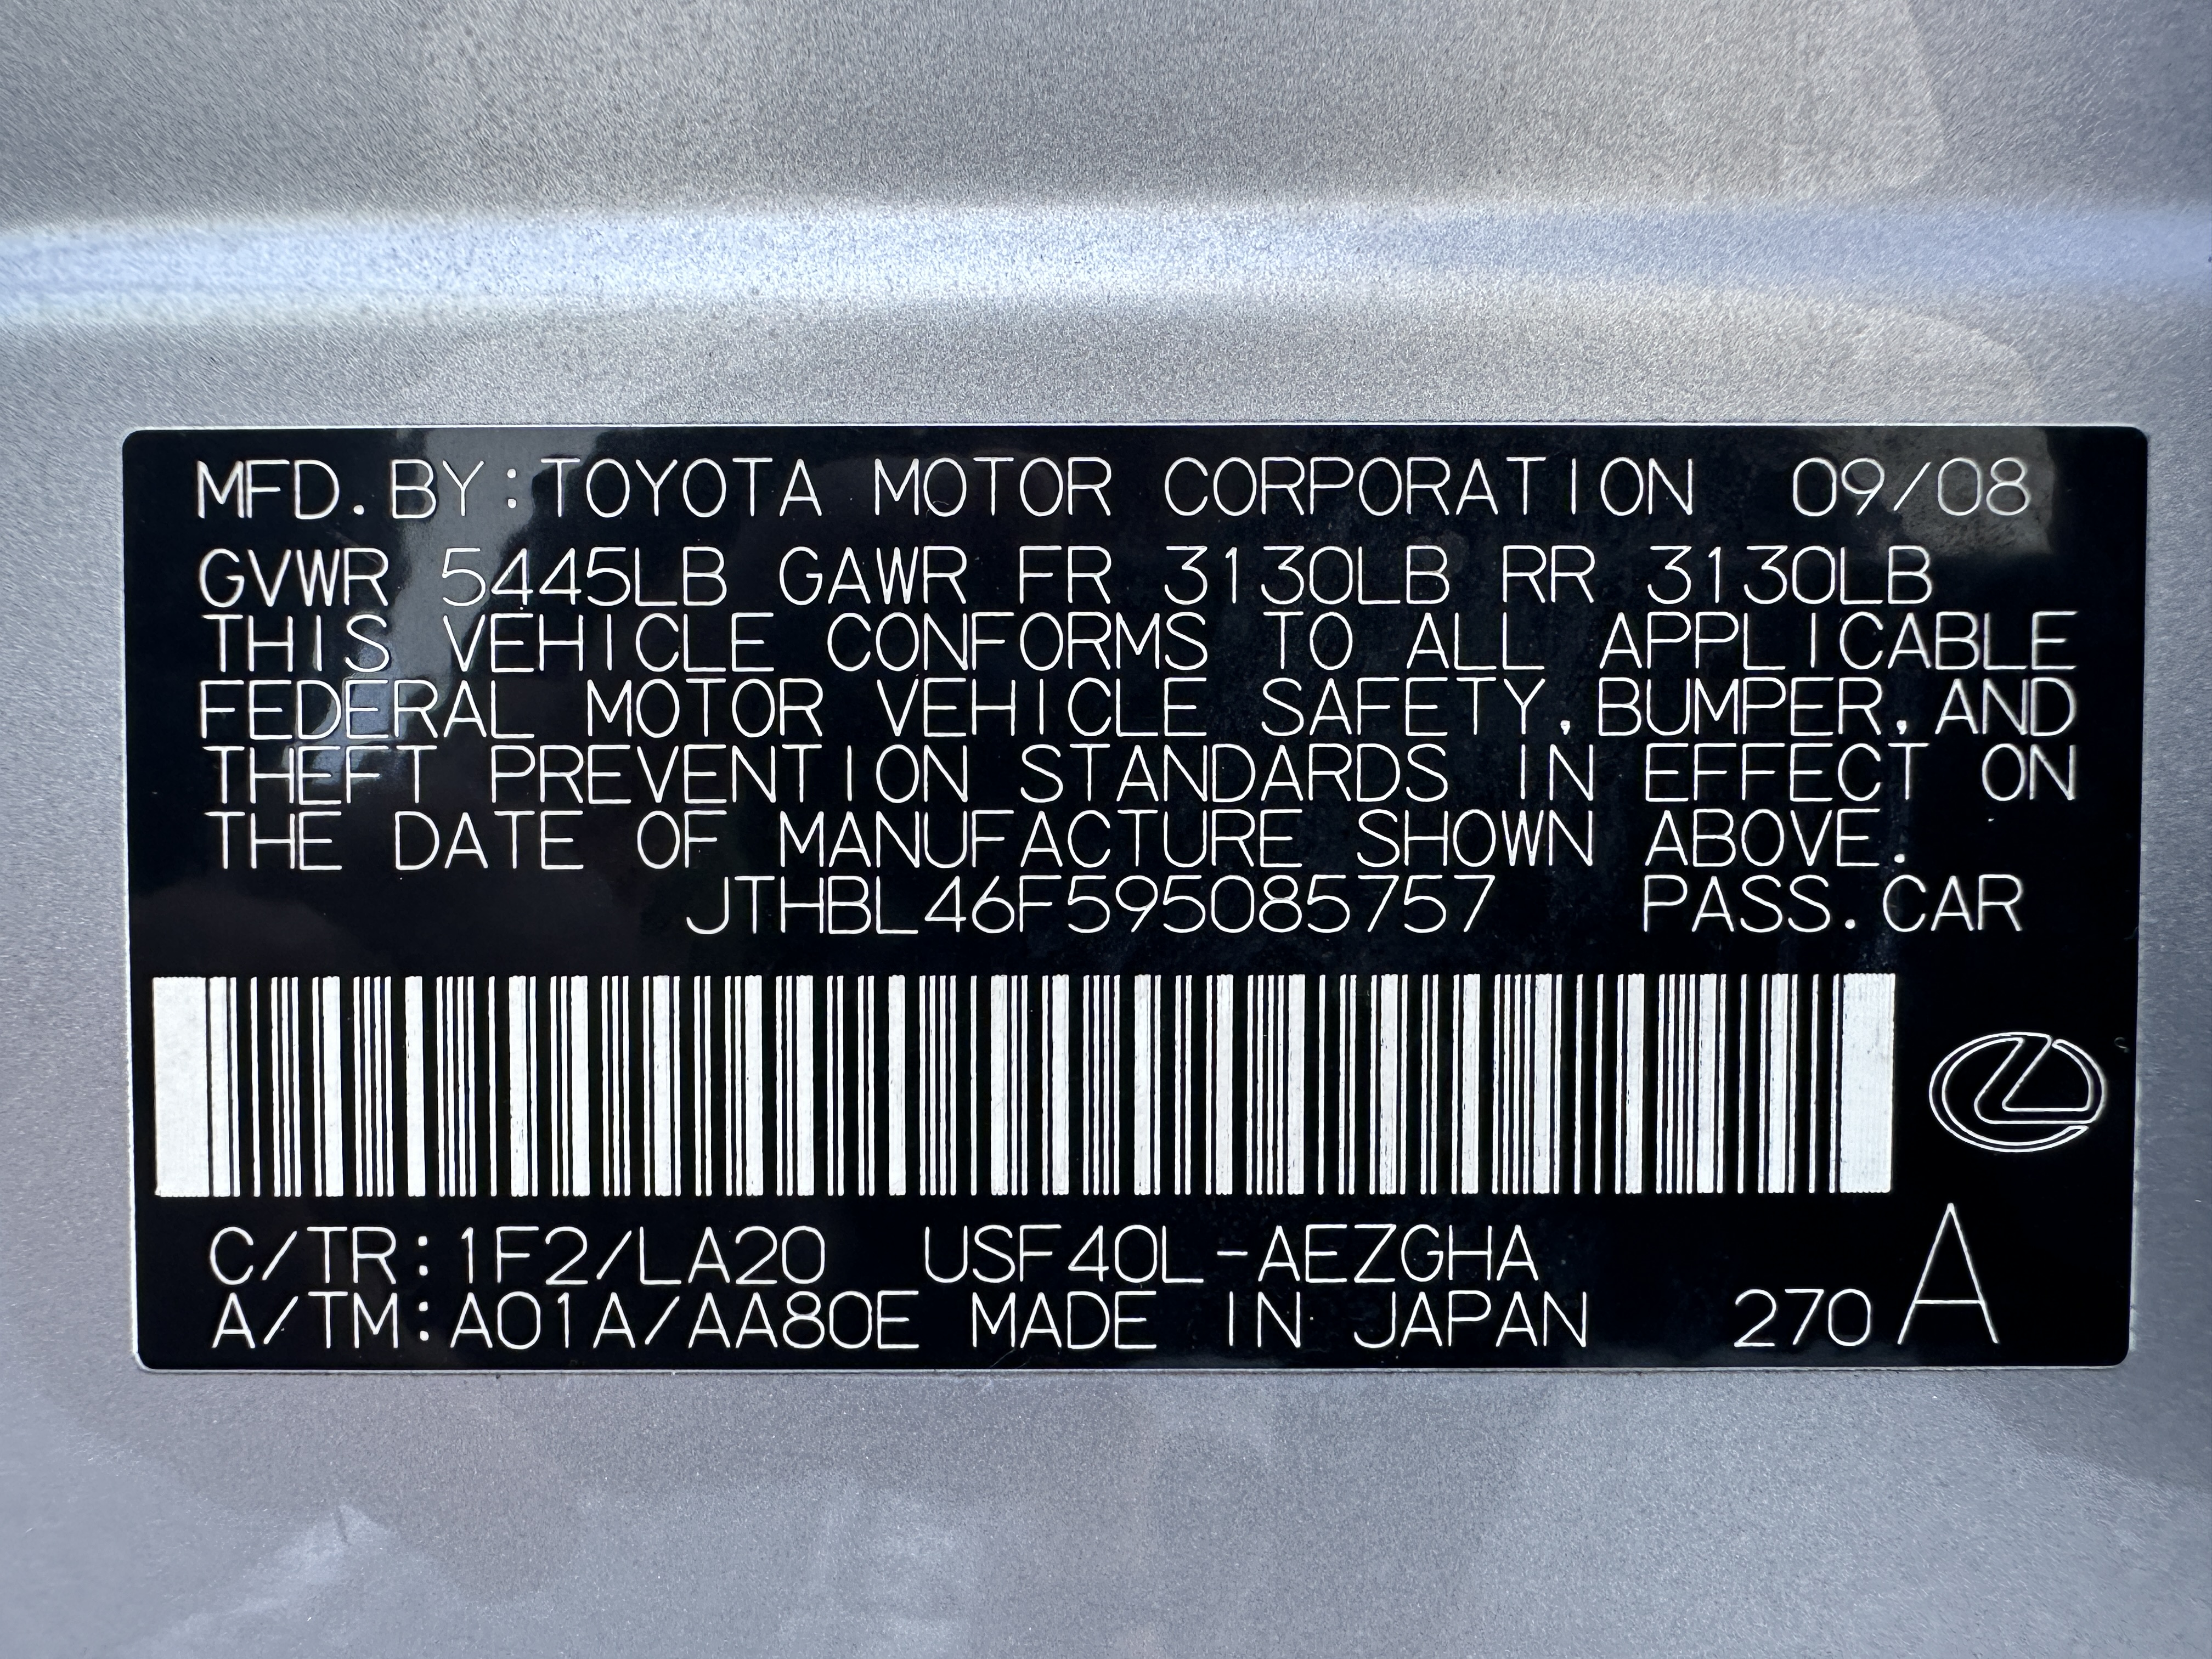 MFD. BY: TOYOTA MOTOR CORPORATION 09/08
GVWR 5445LB GAWR FR 3130LB RR 3130LB
THIS VEHICLE CONFORMS TO ALL APPLICABLE
FEDERAL MOTOR VEHICLE SAFETY, BUMPER, AND
THEFT PREVENTION STANDARDS IN EFFECT ON
THE DATE OF MANUFACTURE SHOWN ABOVE.
JTHBL46F595085757 PASS. CAR
C/TR: 1F2/LA20 USF40L-AEZGHA
A/TM: A01A/AA80E MADE IN JAPAN 270 A